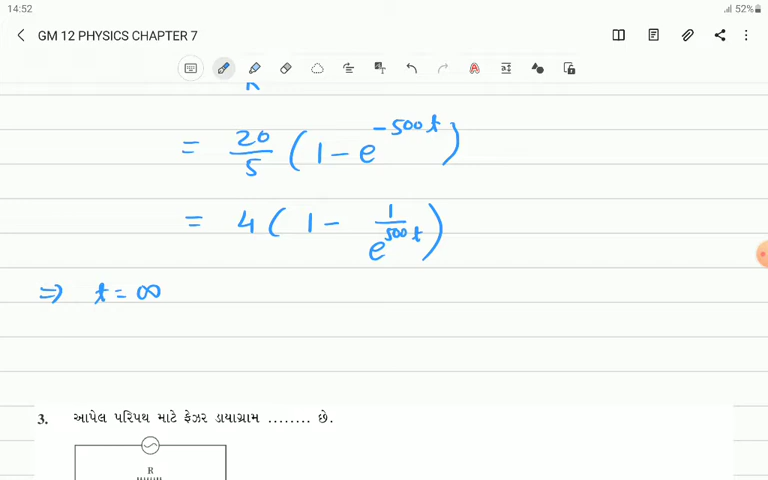 14:52
52%
GM 12 PHYSICS CHAPTER 7
= 20/5 (1 - e^-500t)
= 4 (1 - 1/e^500t)
⇒ t = ∞
3. આપેલ પરિપથ માટે ફેઝર ડાયાગ્રામ ........ છે.
R